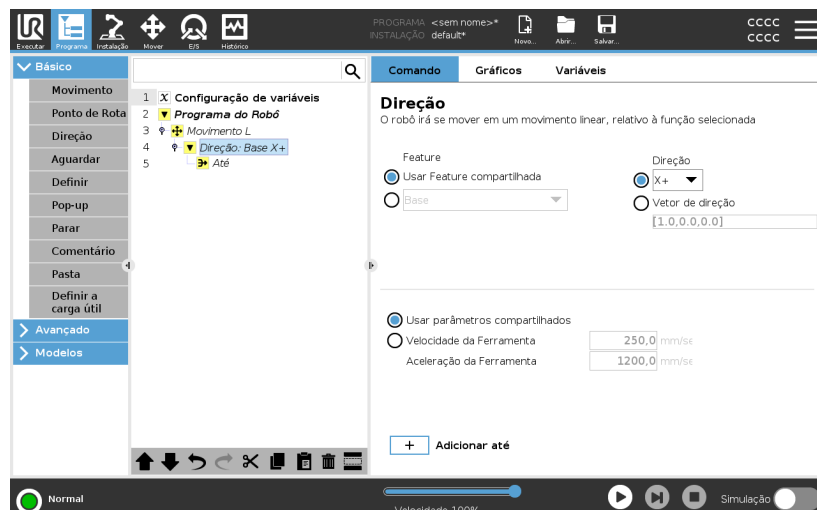 PROGRAMA <sem nome>*
INSTALAÇÃO default*
cccc
cccc
Executar
Programa
Instalação
Mover
E/S
Histórico
Novo...
Abrir...
Salvar...
Básico
Movimento
Ponto de Rota
Direção
Aguardar
Definir
Pop-up
Parar
Comentário
Pasta
Definir a
carga útil
Avançado
Modelos
1 X Configuração de variáveis
2 Programa do Robô
3 Movimento L
4 Direção: Base X+
5 Até
Comando Gráficos Variáveis
Direção
O robô irá se mover em um movimento linear, relativo à função selecionada
Feature
Usar Feature compartilhada
Base
Direção
X+
Vetor de direção
[1.0,0.0,0.0]
Usar parâmetros compartilhados
Velocidade da Ferramenta 250,0 mm/se
Aceleração da Ferramenta 1200,0 mm/se
+ Adicionar até
Normal
Velocidade 100%
Simulação